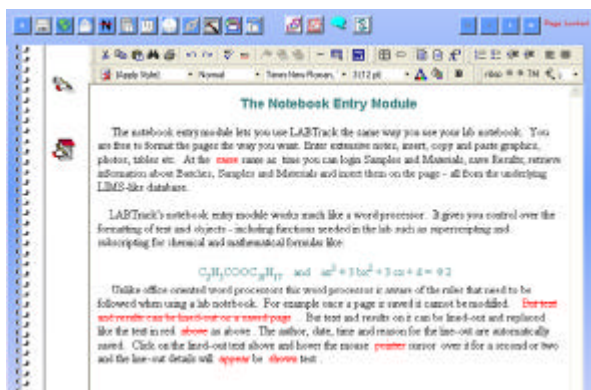 Page Locked
[Apply Style] Normal Times New Roman, 3(12 pt)
The Notebook Entry Module
The notebook entry module lets you use LABTrack the same way you use your lab notebook. You
are free to format the pages the way you want. Enter extensive notes, insert, copy and paste graphics,
photos, tables etc. At the same as time you can login Samples and Materials, save Results, retrieve
information about Batches, Samples and Materials and insert them on the page - all from the underlying
LIMS-like database.
LABTrack's notebook entry module works much like a word processor. It gives you control over the
formatting of text and objects - including functions needed in the lab such as superscripting and
subscripting for chemical and mathematical formulas like:
and
Unlike office oriented word processors this word processor is aware of the rules that need to be
followed when using a lab notebook. For example once a page is saved it cannot be modified. But text
and results can be lined-out or a saved page. But text and results on it can be lined-out and replaced
like the text in red above as above. The author, date, time and reason for the line-out are automatically
saved. Click on the lined-out text above and hover the mouse pointer cursor over it for a second or two
and the line-out details will appear be shown text.